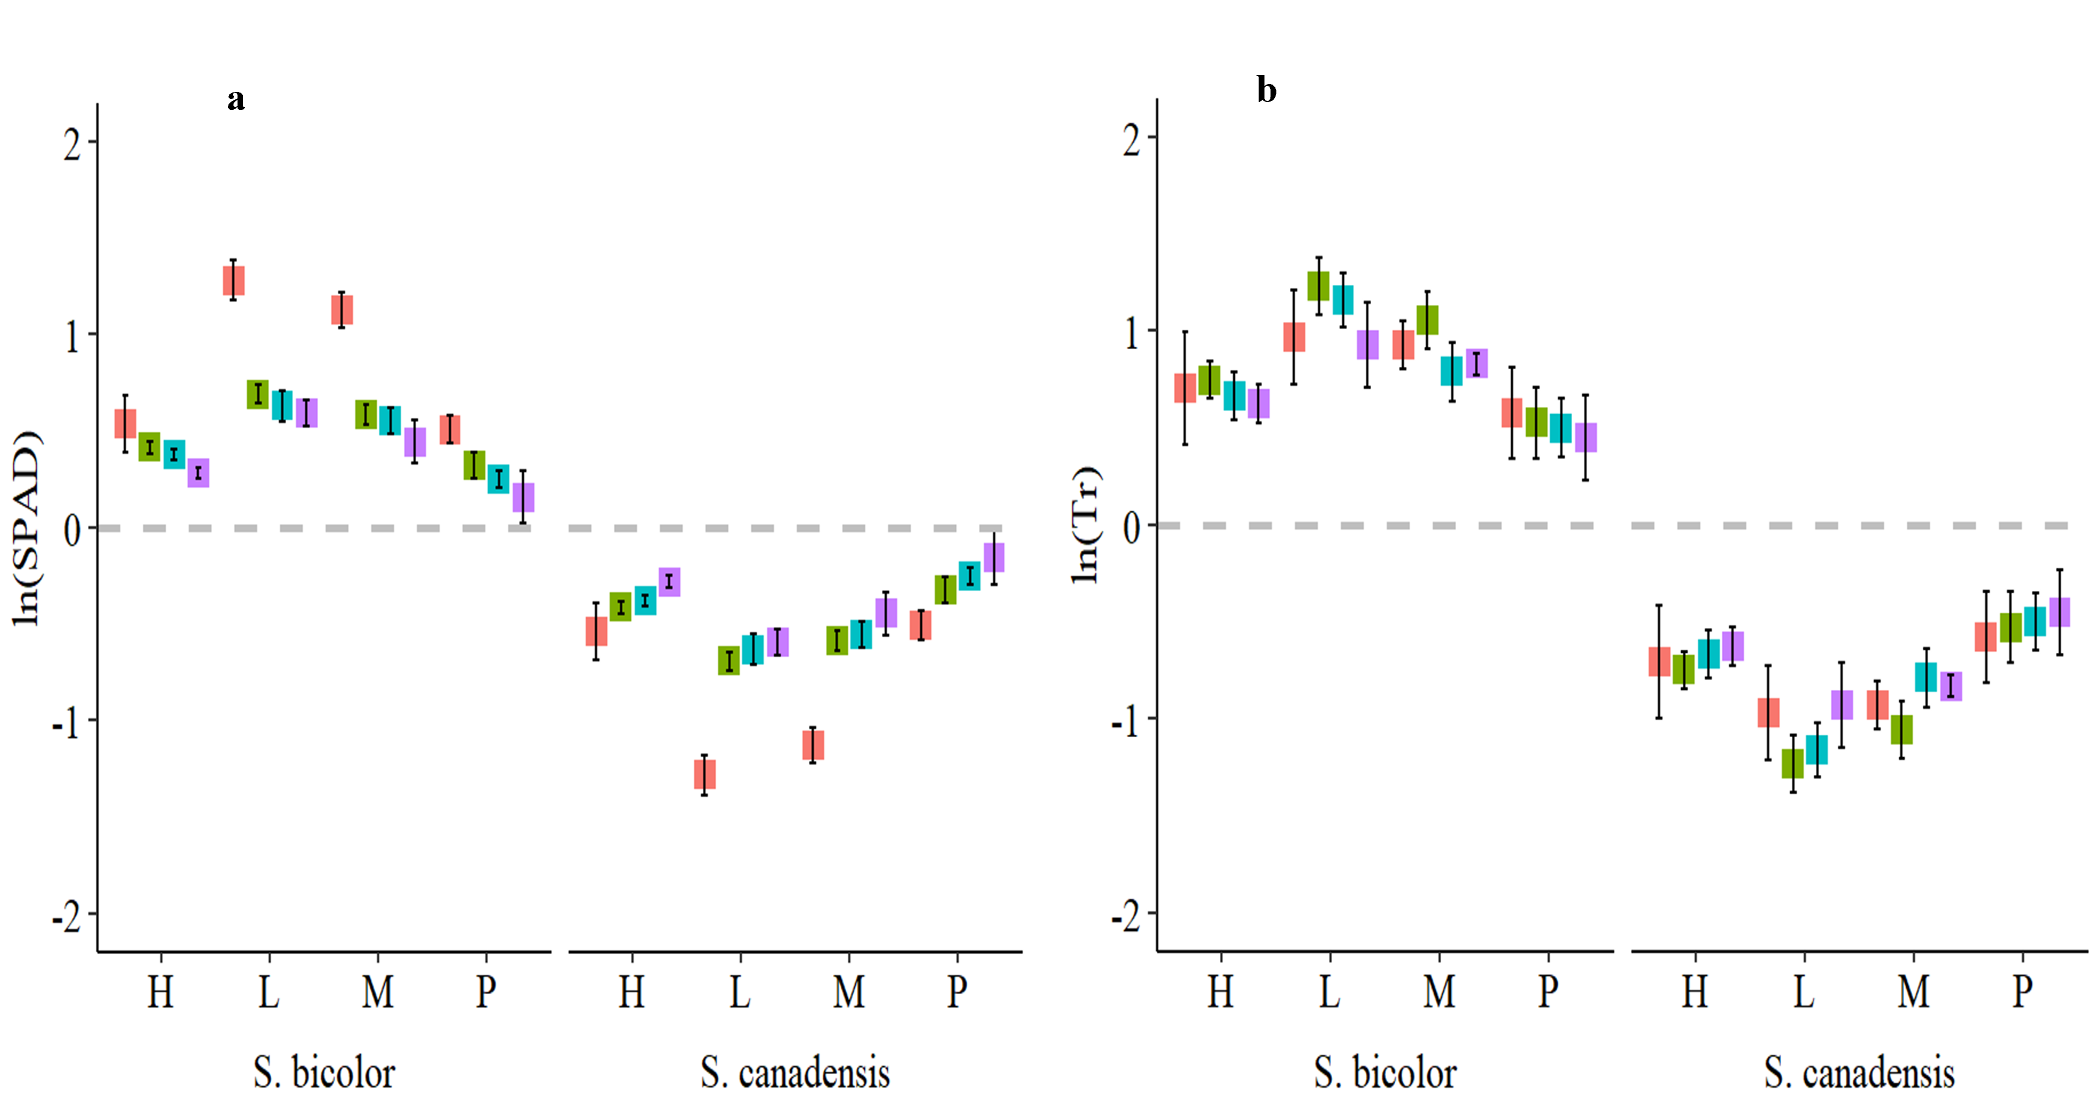 a
ln(SPAD)
2
1
0
-1
-2
H L M P H L M P
S. bicolor S. canadensis
b
ln(Tr)
2
1
0
-1
-2
H L M P H L M P
S. bicolor S. canadensis